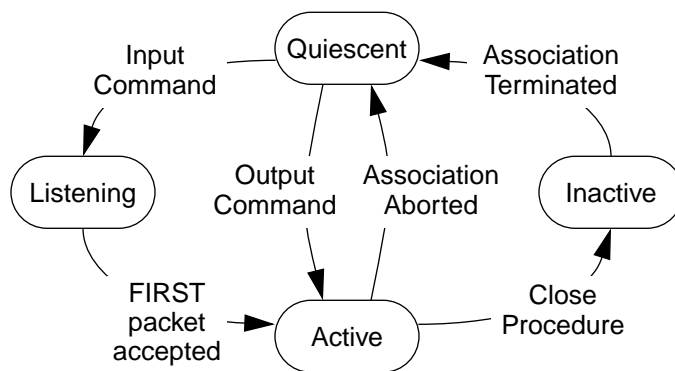 Quiescent
Input
Command
Association
Terminated
Listening
Output
Command
Association
Aborted
Inactive
FIRST
packet
accepted
Active
Close
Procedure